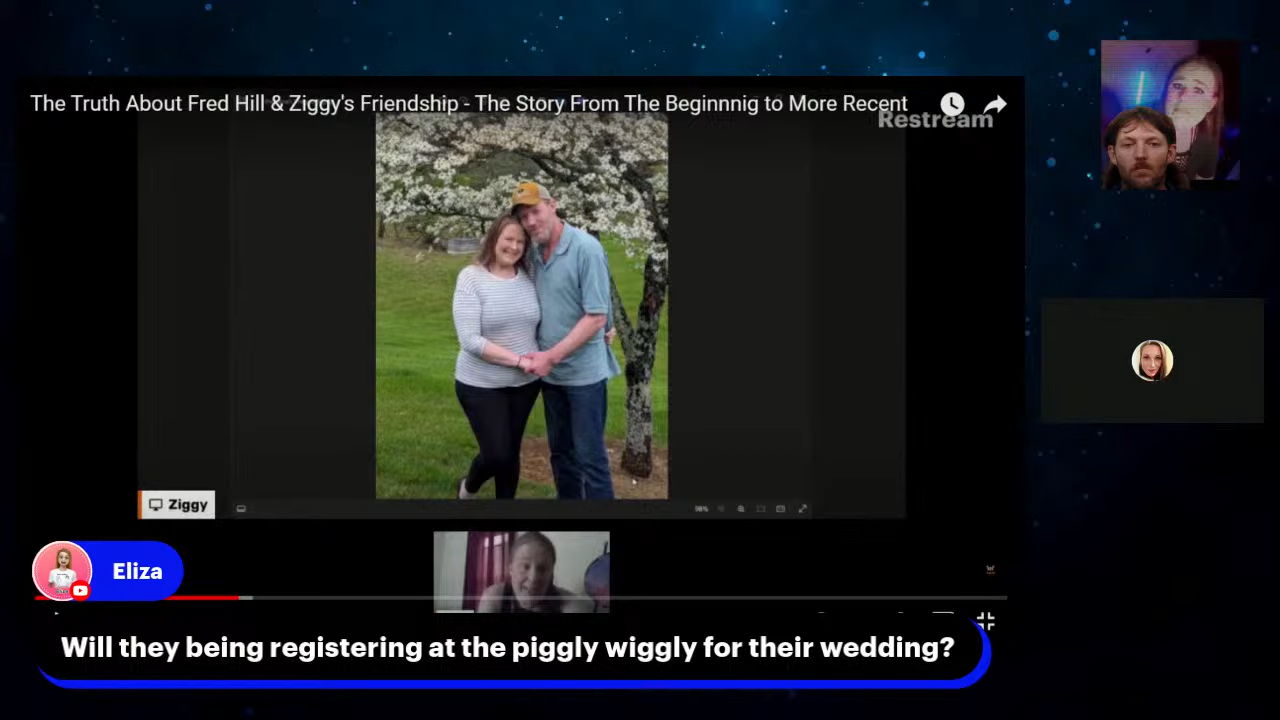 The Truth About Fred Hill & Ziggy's Friendship - The Story From The Beginnnig to More Recent
Restream
Ziggy
98%
Eliza
Will they being registering at the piggly wiggly for their wedding?